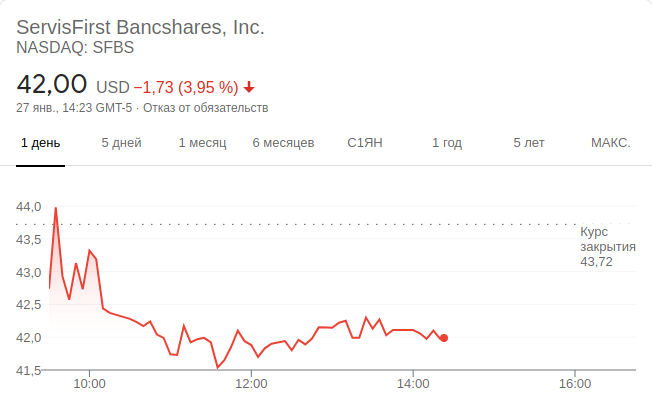 ServisFirst Bancshares, Inc.
NASDAQ: SFBS
42,00 USD −1,73 (3,95 %)
27 янв., 14:23 GMT-5 · Отказ от обязательств
1 день 5 дней 1 месяц 6 месяцев С1ЯН 1 год 5 лет МАКС.
44,0
Курс
закрытия
43,72
43,5
43,0
42,5
42,0
41,5
10:00 12:00 14:00 16:00